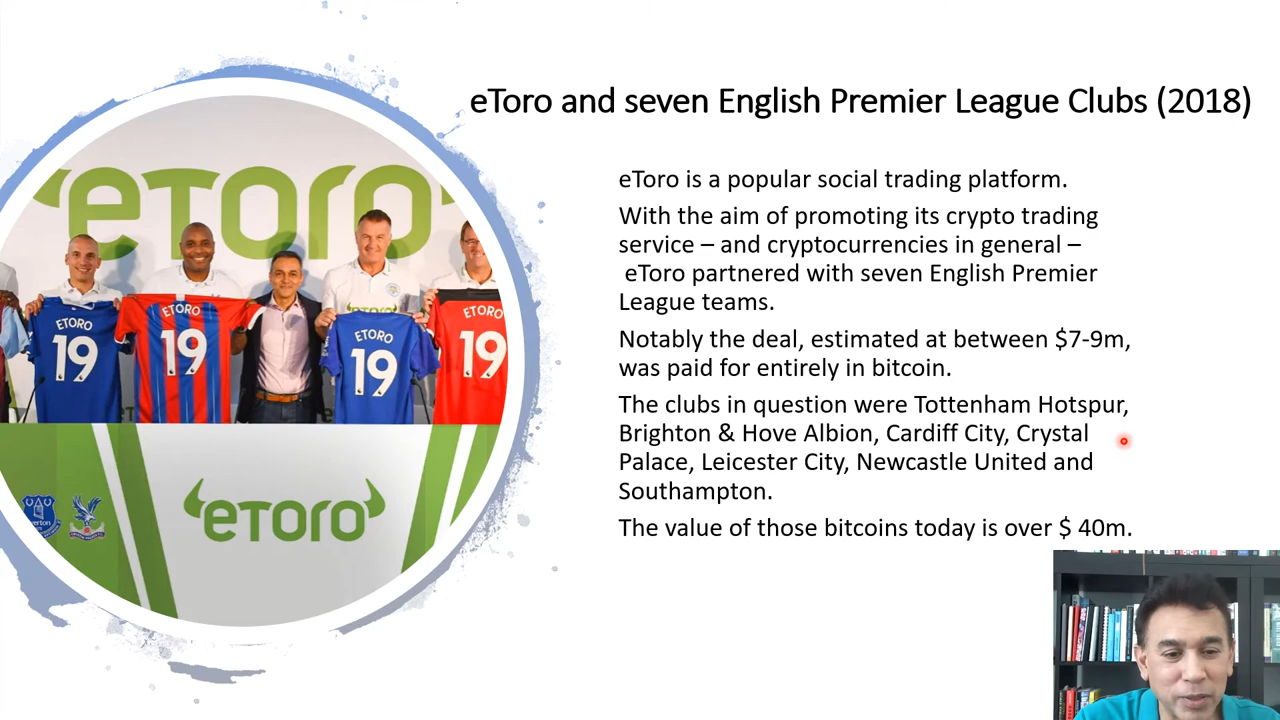 eToro and seven English Premier League Clubs (2018)
eToro is a popular social trading platform.
With the aim of promoting its crypto trading
service – and cryptocurrencies in general –
eToro partnered with seven English Premier
League teams.
Notably the deal, estimated at between $7-9m,
was paid for entirely in bitcoin.
The clubs in question were Tottenham Hotspur,
Brighton & Hove Albion, Cardiff City, Crystal
Palace, Leicester City, Newcastle United and
Southampton.
The value of those bitcoins today is over $ 40m.
eToro
ETORO
19
ETORO
19
ETORO
19
ETORO
19
eToro